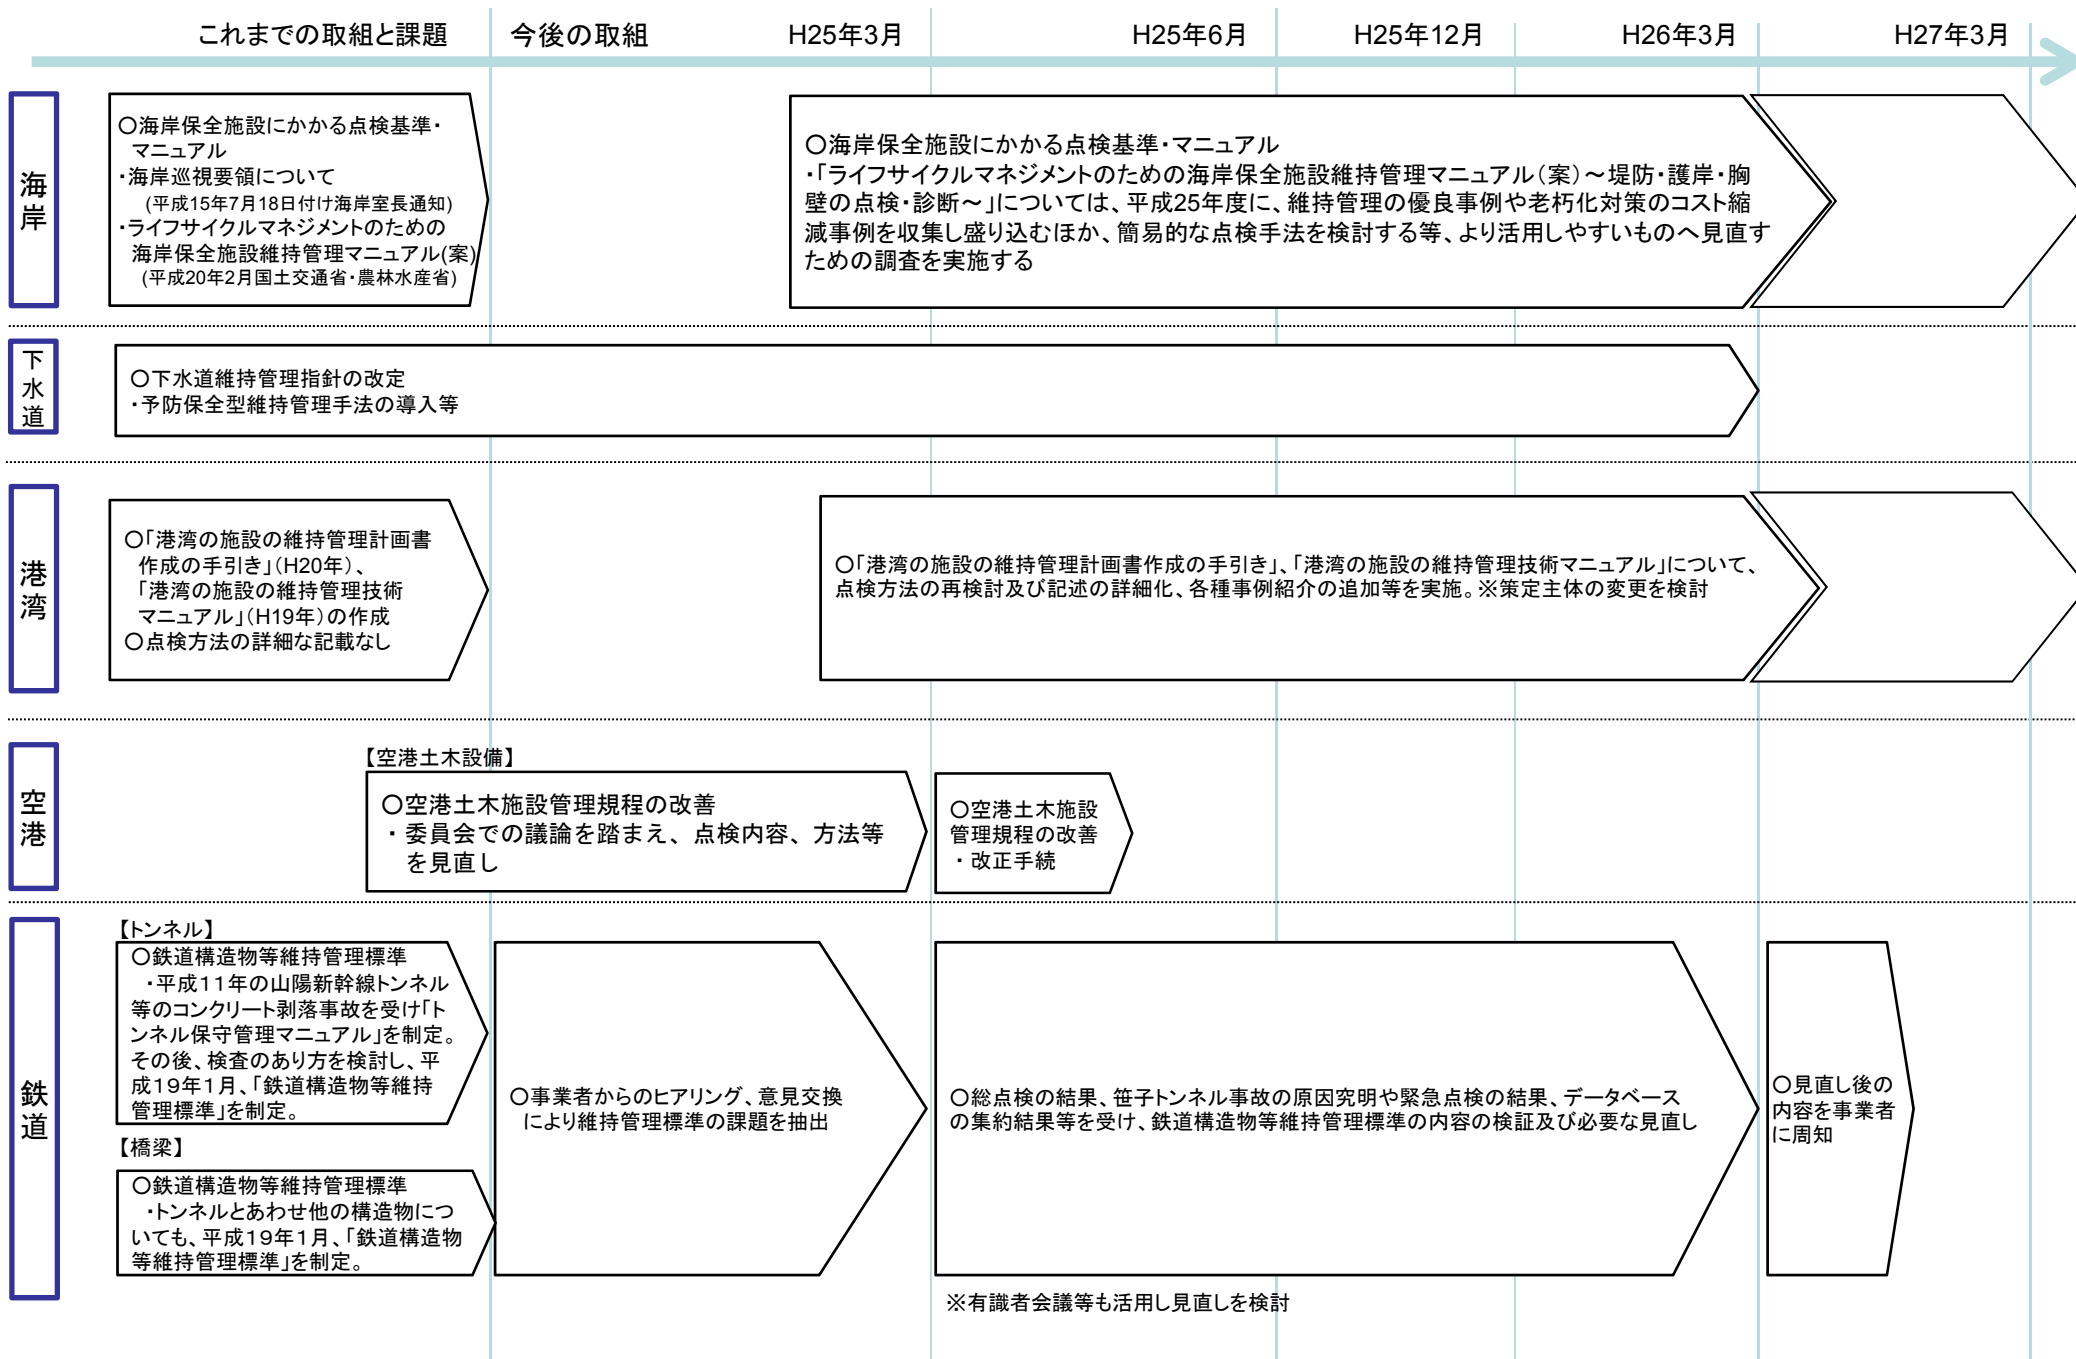 これまでの取組と課題
今後の取組
H25年3月
H25年6月
H25年12月
H26年3月
H27年3月
海岸
○海岸保全施設にかかる点検基準・
マニュアル
・海岸巡視要領について
(平成15年7月18日付け海岸室長通知)
・ライフサイクルマネジメントのための
海岸保全施設維持管理マニュアル(案)
(平成20年2月国土交通省・農林水産省)
○海岸保全施設にかかる点検基準・マニュアル
・「ライフサイクルマネジメントのための海岸保全施設維持管理マニュアル（案）～堤防・護岸・胸
壁の点検・診断～」については、平成25年度に、維持管理の優良事例や老朽化対策のコスト縮
減事例を収集し盛り込むほか、簡易的な点検手法を検討する等、より活用しやすいものへ見直す
ための調査を実施する
下水道
○下水道維持管理指針の改定
・予防保全型維持管理手法の導入等
港湾
○「港湾の施設の維持管理計画書
作成の手引き」（H20年）、
「港湾の施設の維持管理技術
マニュアル」（H19年）の作成
○点検方法の詳細な記載なし
○「港湾の施設の維持管理計画書作成の手引き」、「港湾の施設の維持管理技術マニュアル」について、
点検方法の再検討及び記述の詳細化、各種事例紹介の追加等を実施。※策定主体の変更を検討
空港
【空港土木設備】
○空港土木施設管理規程の改善
・ 委員会での議論を踏まえ、点検内容、方法等
を見直し
○空港土木施設
管理規程の改善
・ 改正手続
鉄道
【トンネル】
○鉄道構造物等維持管理標準
・平成１１年の山陽新幹線トンネル
等のコンクリート剥落事故を受け「ト
ンネル保守管理マニュアル」を制定。
その後、検査のあり方を検討し、平
成１９年１月、「鉄道構造物等維持
管理標準」を制定。
【橋梁】
○鉄道構造物等維持管理標準
・トンネルとあわせ他の構造物につ
いても、平成１９年１月、「鉄道構造物
等維持管理標準」を制定。
○事業者からのヒアリング、意見交換
により維持管理標準の課題を抽出
○総点検の結果、笹子トンネル事故の原因究明や緊急点検の結果、データベース
の集約結果等を受け、鉄道構造物等維持管理標準の内容の検証及び必要な見直し
○見直し後の
内容を事業者
に周知
※有識者会議等も活用し見直しを検討